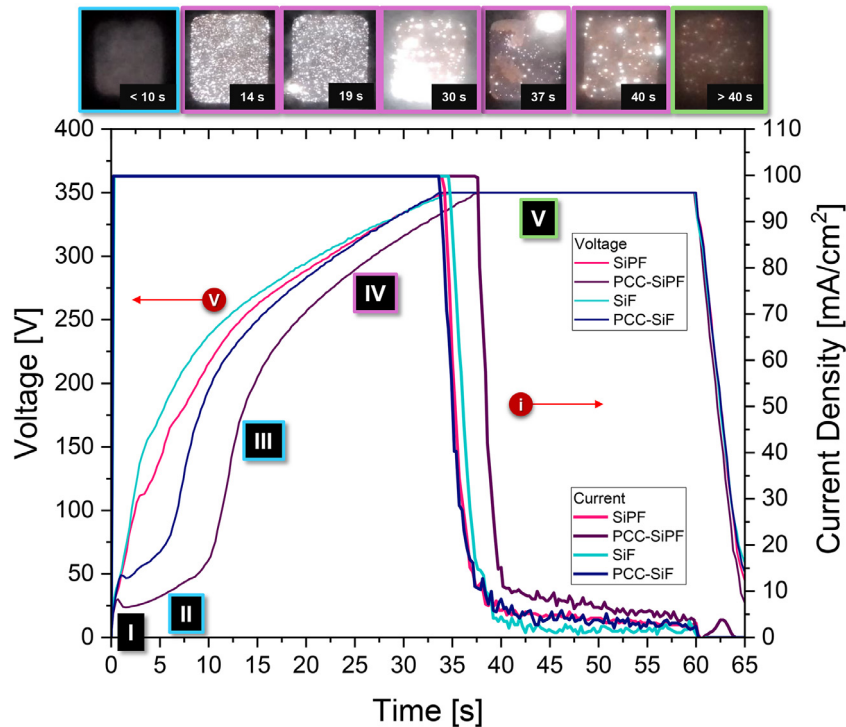 < 10 s
14 s
19 s
30 s
37 s
40 s
> 40 s
400
350
300
250
200
150
100
50
0
Voltage [V]
110
100
90
80
70
60
50
40
30
20
10
0
Current Density [mA/cm²]
V
Voltage
SiPF
PCC-SiPF
SiF
PCC-SiF
IV
V
i
III
Current
SiPF
PCC-SiPF
SiF
PCC-SiF
II
I
0 5 10 15 20 25 30 35 40 45 50 55 60 65
Time [s]